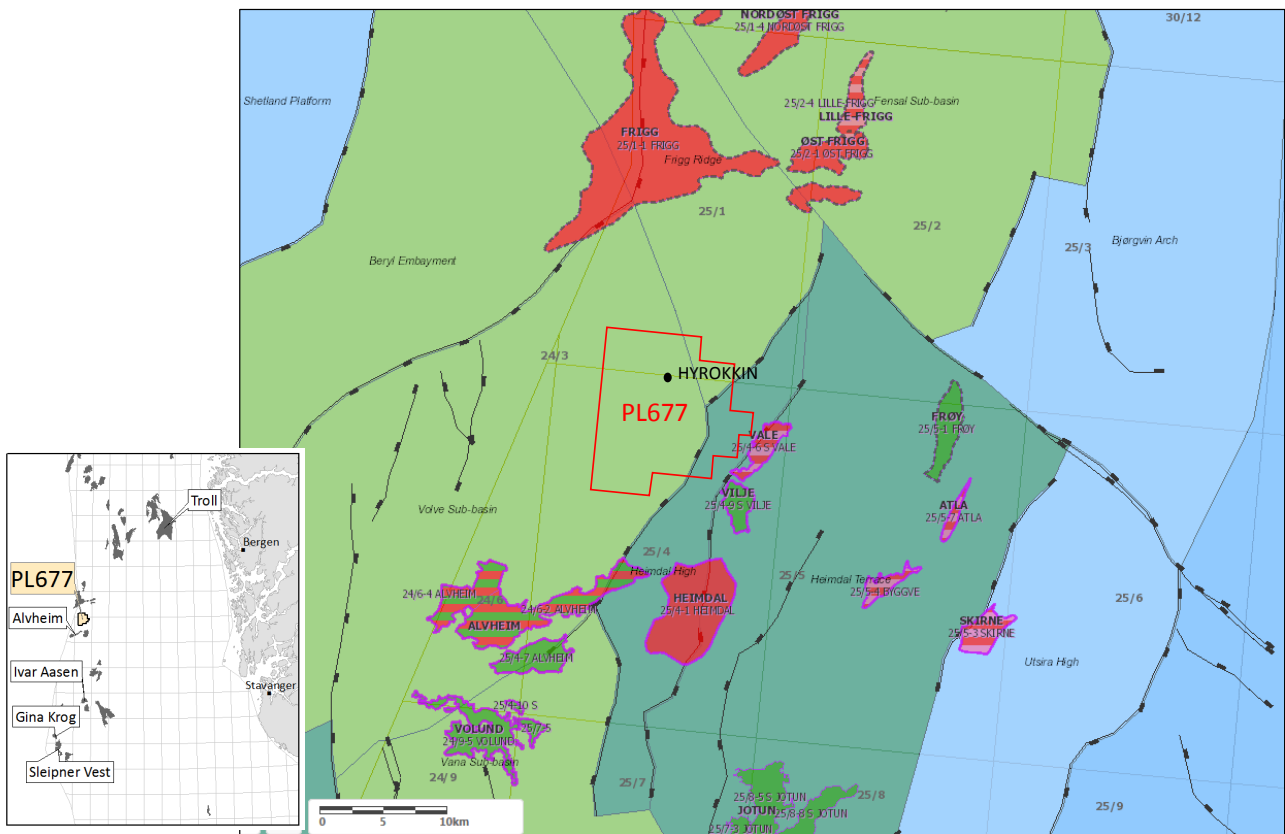 NORDØST FRIGG
25/1-4 NORDØST FRIGG
30/12
Shetland Platform
25/2-4 LILLE-FRIGG
Fensal Sub-basin
LILLE-FRIGG
FRIGG
25/1-1 FRIGG
ØST-FRIGG
25/2-1 ØST FRIGG
Frigg Ridge
25/1
25/2
25/3
Bjørgvin Arch
Beryl Embayment
24/3
HYROKKIN
PL677
FRØY
25/5-1 FRØY
VALE
25/4-6 S VALE
VILJE
25/4-9 S VILJE
ATLA
25/5-7 ATLA
Volve Sub-basin
25/4
Heimdal High
25/5
Heimdal Terrace
25/5-4 BYGGVE
25/6
24/6-4 ALVHEIM
24/6
24/6-2 ALVHEIM
HEIMDAL
25/4-1 HEIMDAL
ALVHEIM
SKIRNE
25/5-3 SKIRNE
25/4-7 ALVHEIM
Utsira High
25/4-10 S
VOLUND
25/7-5
24/9-5 VOLUND
Vana Sub-basin
24/9
25/7
25/8-5 S JOTUN
25/8
JOTUN
25/8-8 S JOTUN
25/7-3 JOTUN
25/9
0 5 10km
Troll
Bergen
PL677
Alvheim
Ivar Aasen
Stavanger
Gina Krog
Sleipner Vest